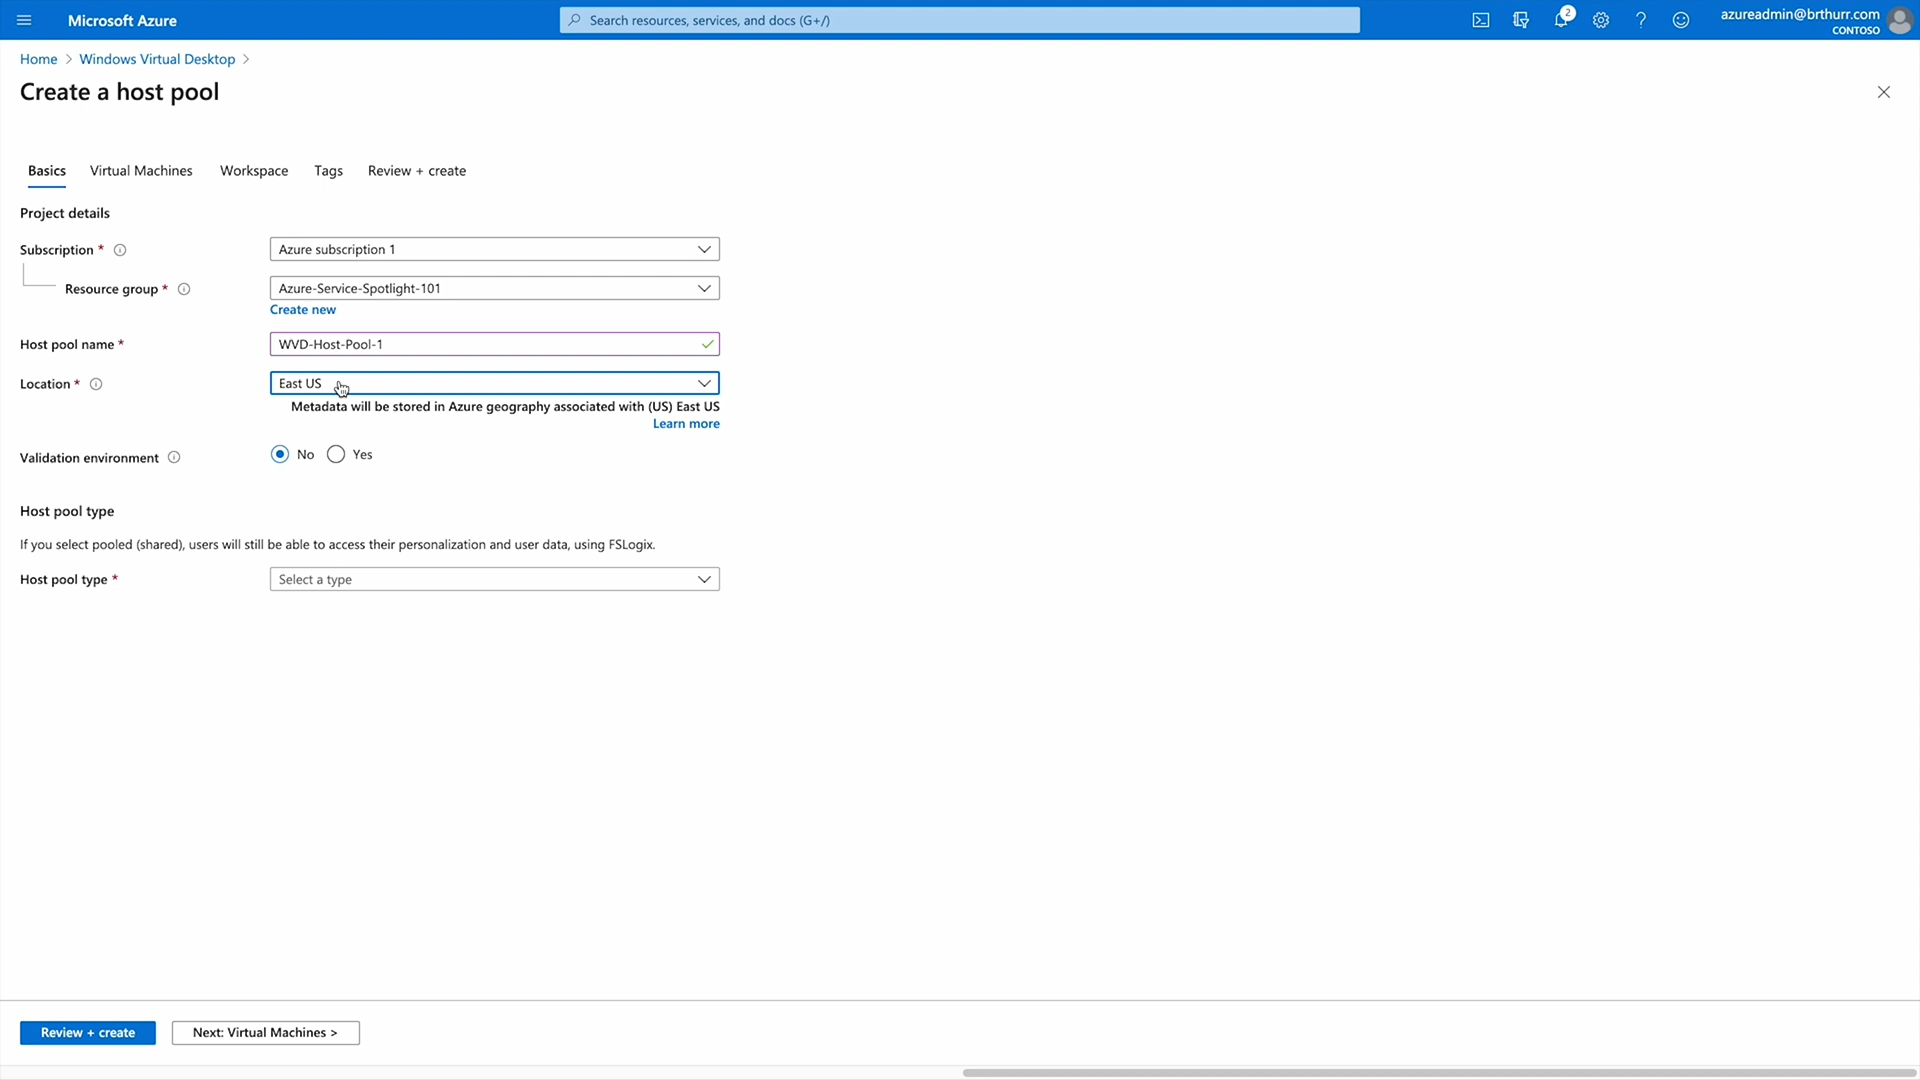 Microsoft Azure
Search resources, services, and docs (G+/)
2
azureadmin@brthurr.com
CONTOSO
Home > Windows Virtual Desktop >
Create a host pool
Basics Virtual Machines Workspace Tags Review + create
Project details
Subscription * Azure subscription 1
Resource group * Azure-Service-Spotlight-101
Create new
Host pool name * WVD-Host-Pool-1
Location * East US
Metadata will be stored in Azure geography associated with (US) East US
Learn more
Validation environment No Yes
Host pool type
If you select pooled (shared), users will still be able to access their personalization and user data, using FSLogix.
Host pool type * Select a type
Review + create Next: Virtual Machines >